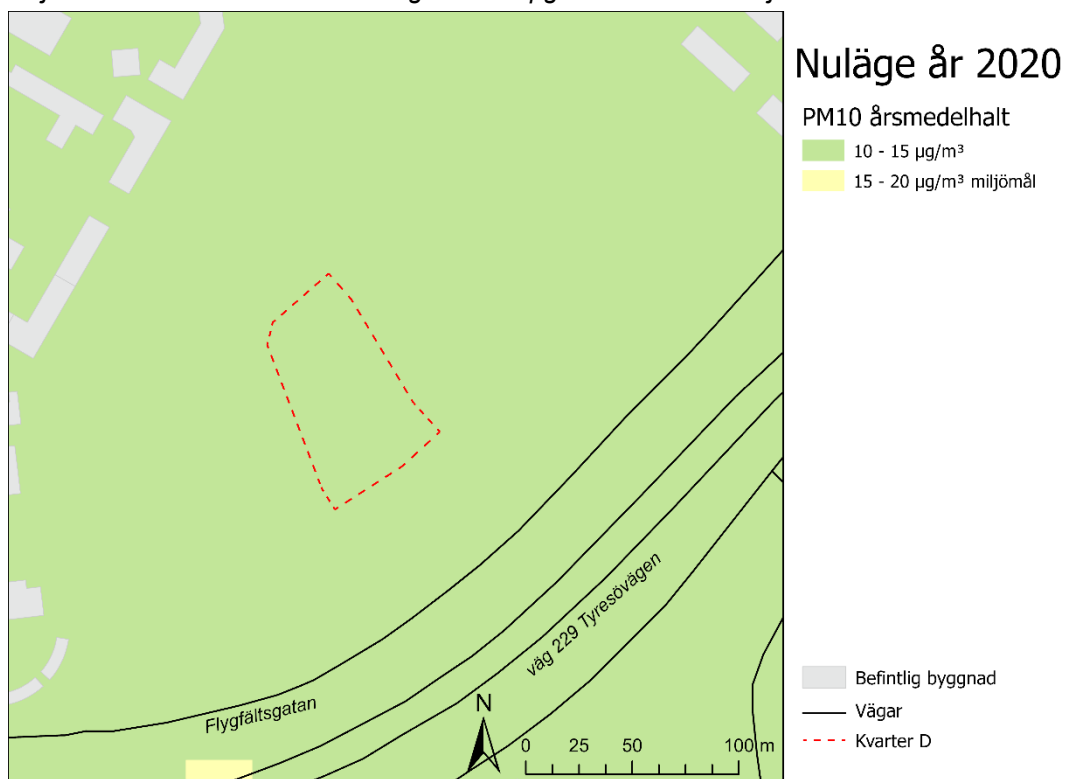 Nuläge år 2020
PM10 årsmedelhalt
10 - 15 µg/m³
15 - 20 µg/m³ miljömål
väg 229 Tyresövägen
Flygfältsgatan
N
0 25 50 100 m
Befintlig byggnad
Vägar
Kvarter D